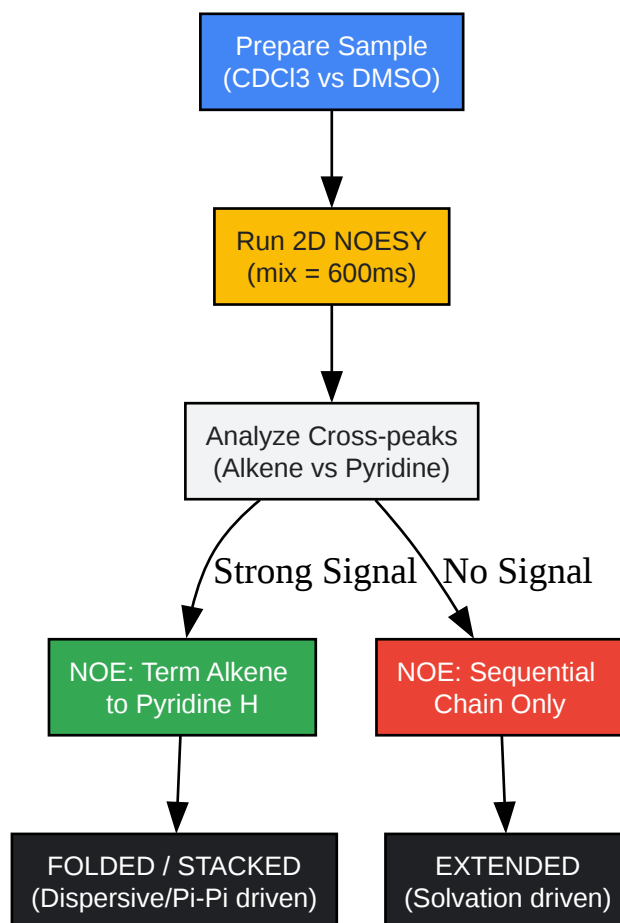 Prepare Sample
(CDCl3 vs DMSO)
Run 2D NOESY
(mix = 600ms)
Analyze Cross-peaks
(Alkene vs Pyridine)
Strong Signal
No Signal
NOE: Term Alkene
to Pyridine H
NOE: Sequential
Chain Only
FOLDED / STACKED
(Dispersive/Pi-Pi driven)
EXTENDED
(Solvation driven)